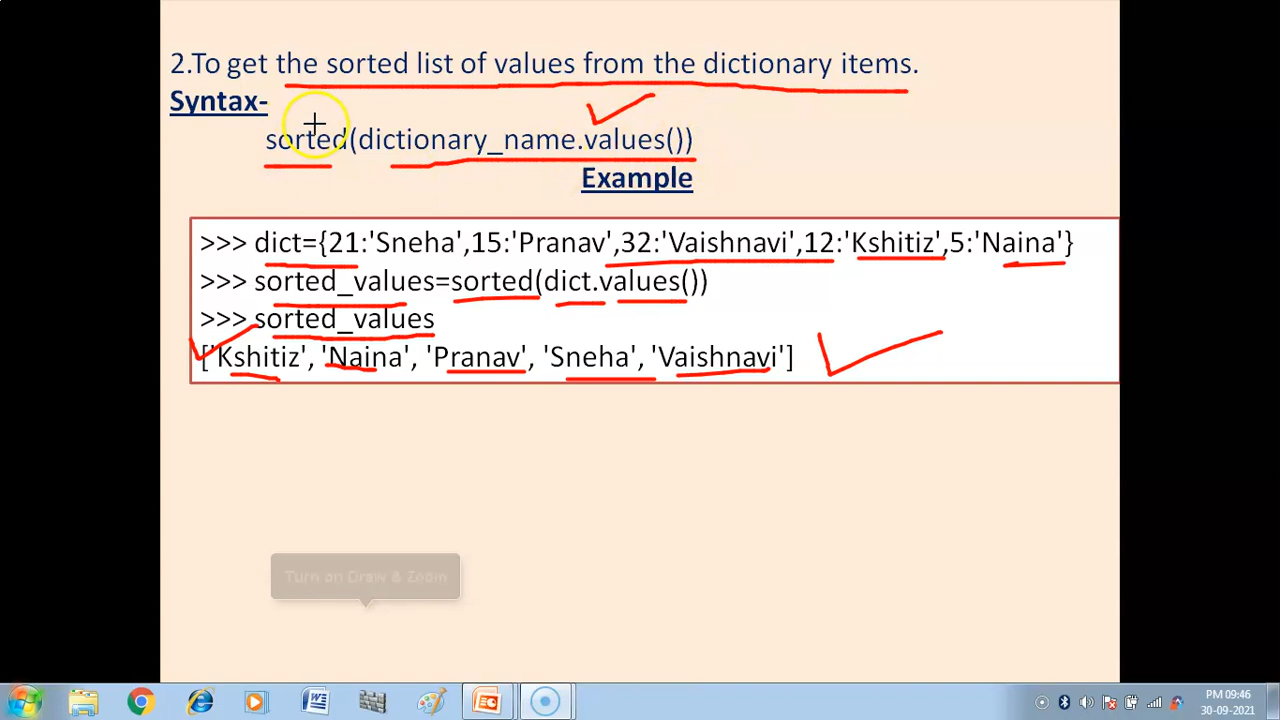 2.To get the sorted list of values from the dictionary items.
Syntax-
sorted(dictionary_name.values())
Example
>>> dict={21:'Sneha',15:'Pranav',32:'Vaishnavi',12:'Kshitiz',5:'Naina'}
>>> sorted_values=sorted(dict.values())
>>> sorted_values
['Kshitiz', 'Naina', 'Pranav', 'Sneha', 'Vaishnavi']
Turn on Draw & Zoom
PM 09:46
30-09-2021